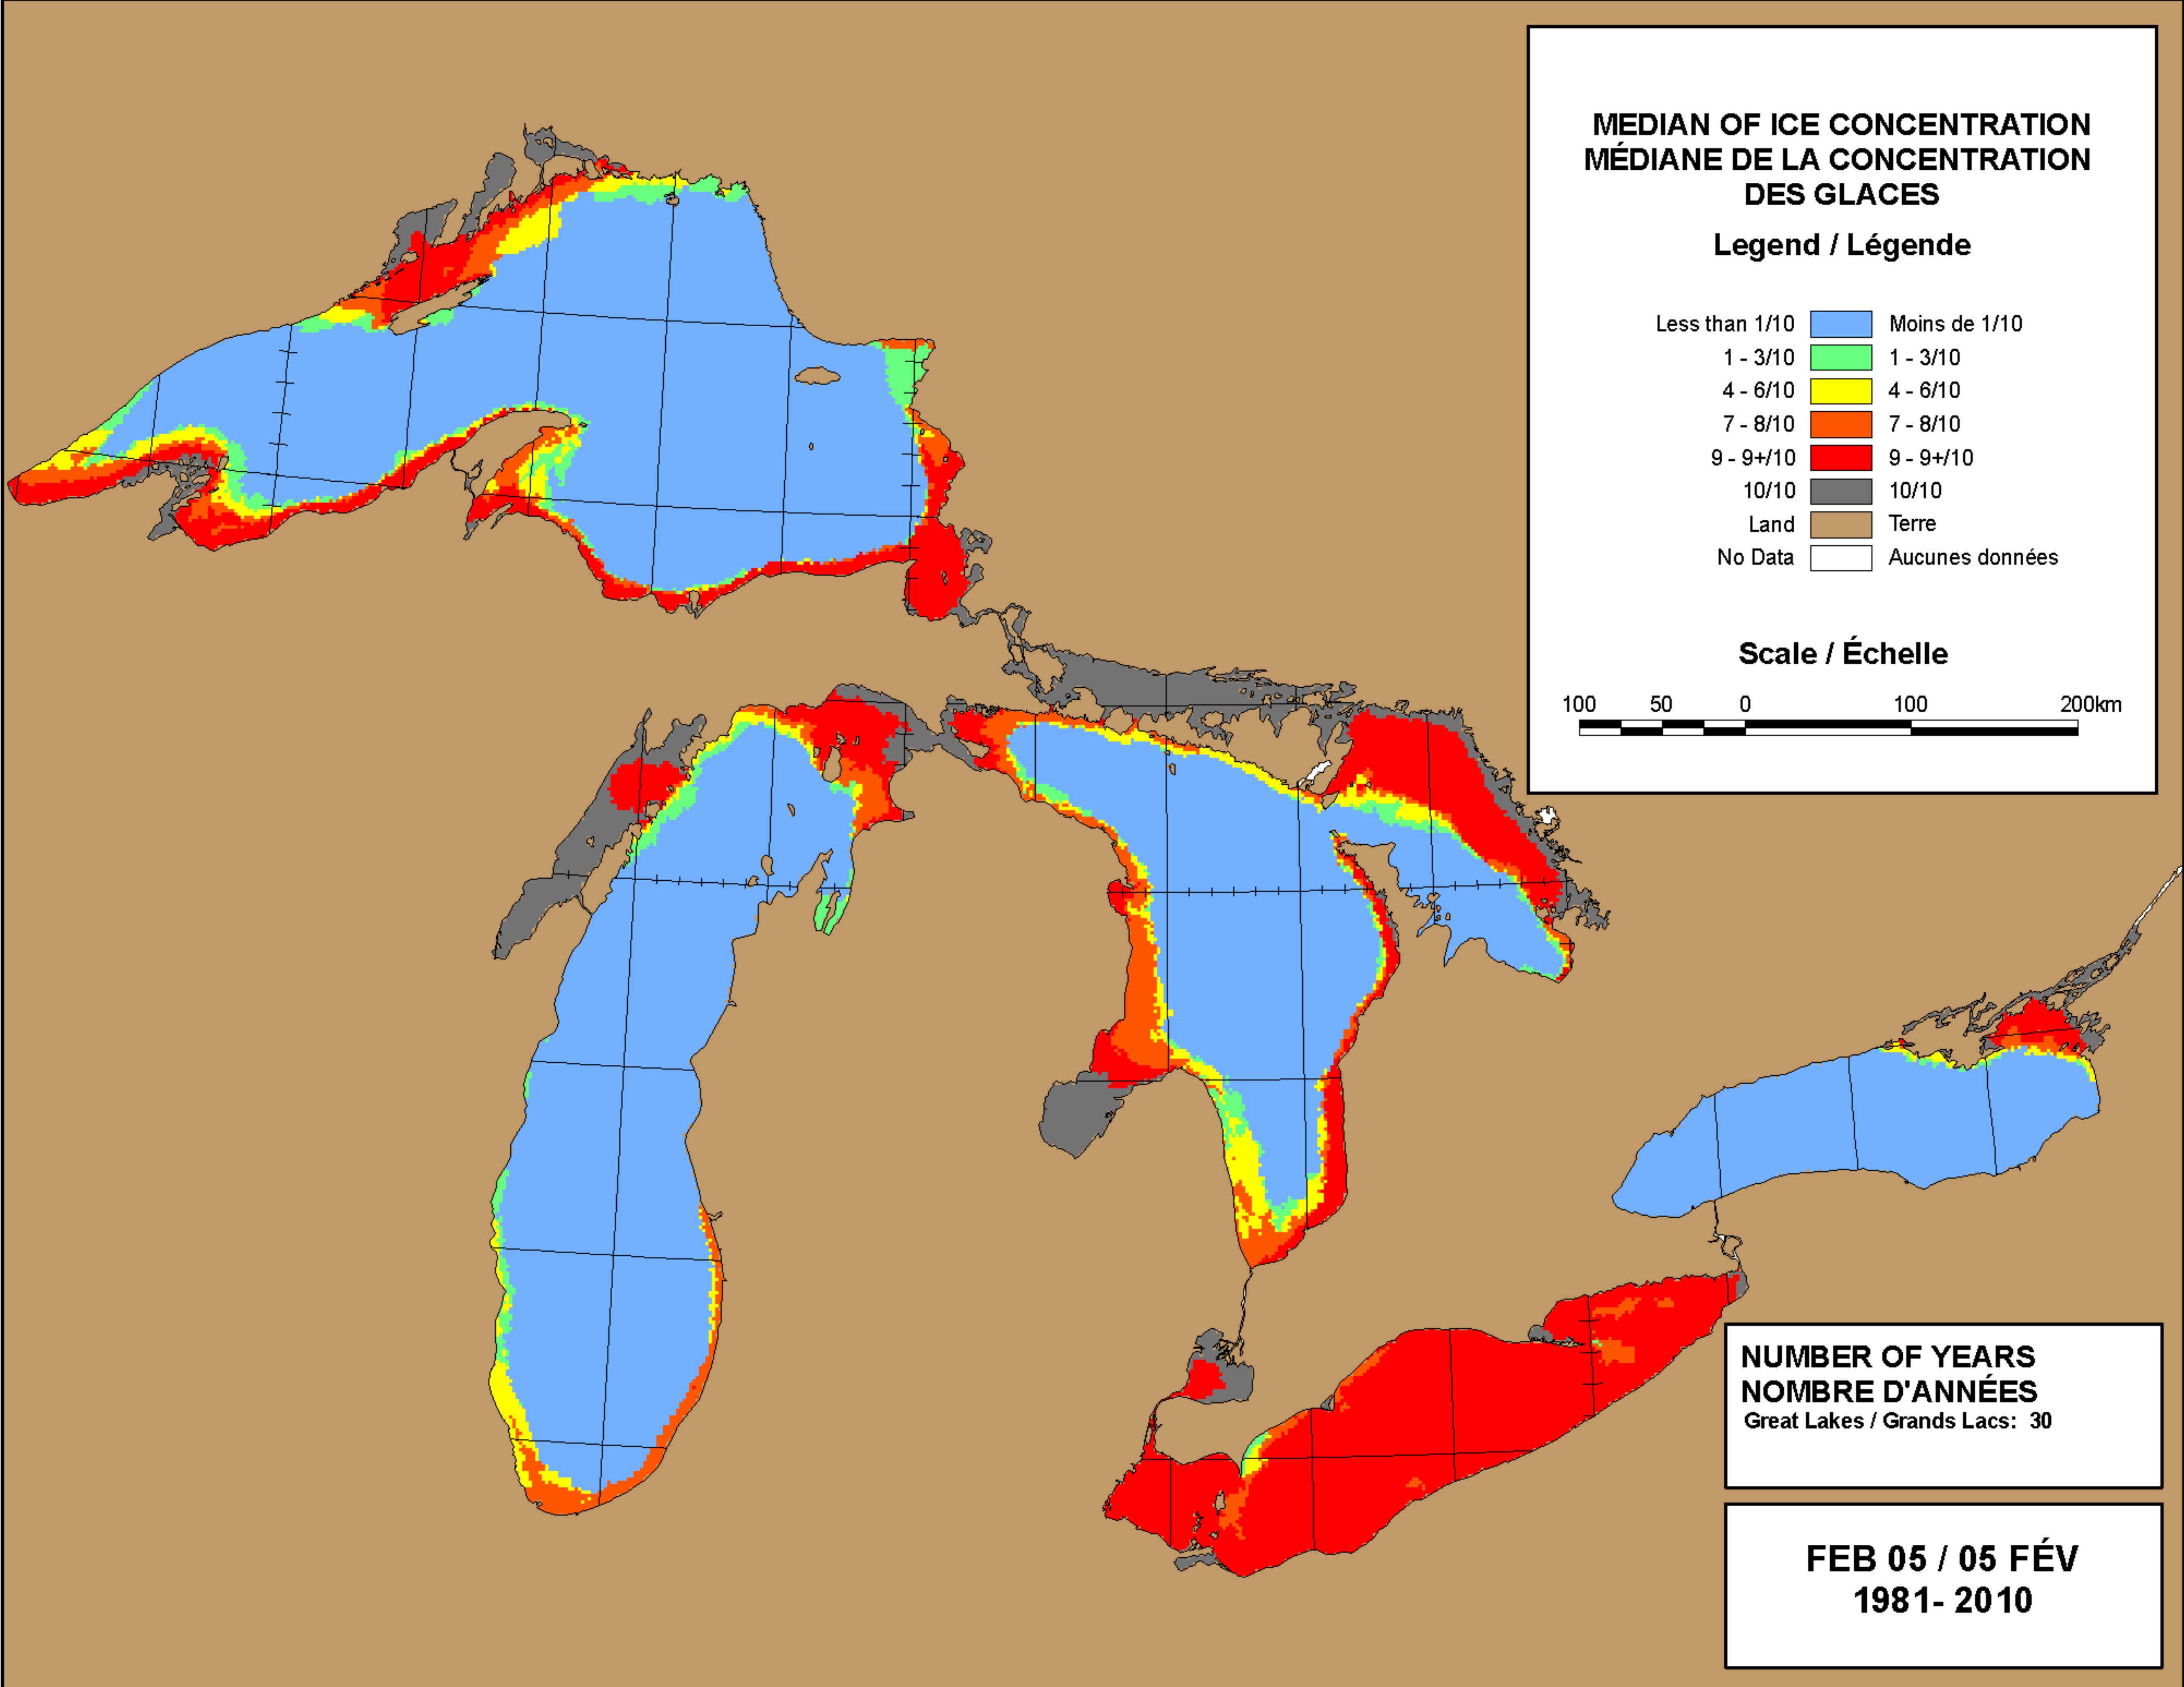 MEDIAN OF ICE CONCENTRATION
MÉDIANE DE LA CONCENTRATION
DES GLACES
Legend / Légende
Less than 1/10 Moins de 1/10
1 - 3/10 1 - 3/10
4 - 6/10 4 - 6/10
7 - 8/10 7 - 8/10
9 - 9+/10 9 - 9+/10
10/10 10/10
Land Terre
No Data Aucunes données
Scale / Échelle
100 50 0 100 200km
NUMBER OF YEARS
NOMBRE D'ANNÉES
Great Lakes / Grands Lacs: 30
FEB 05 / 05 FÉV
1981- 2010